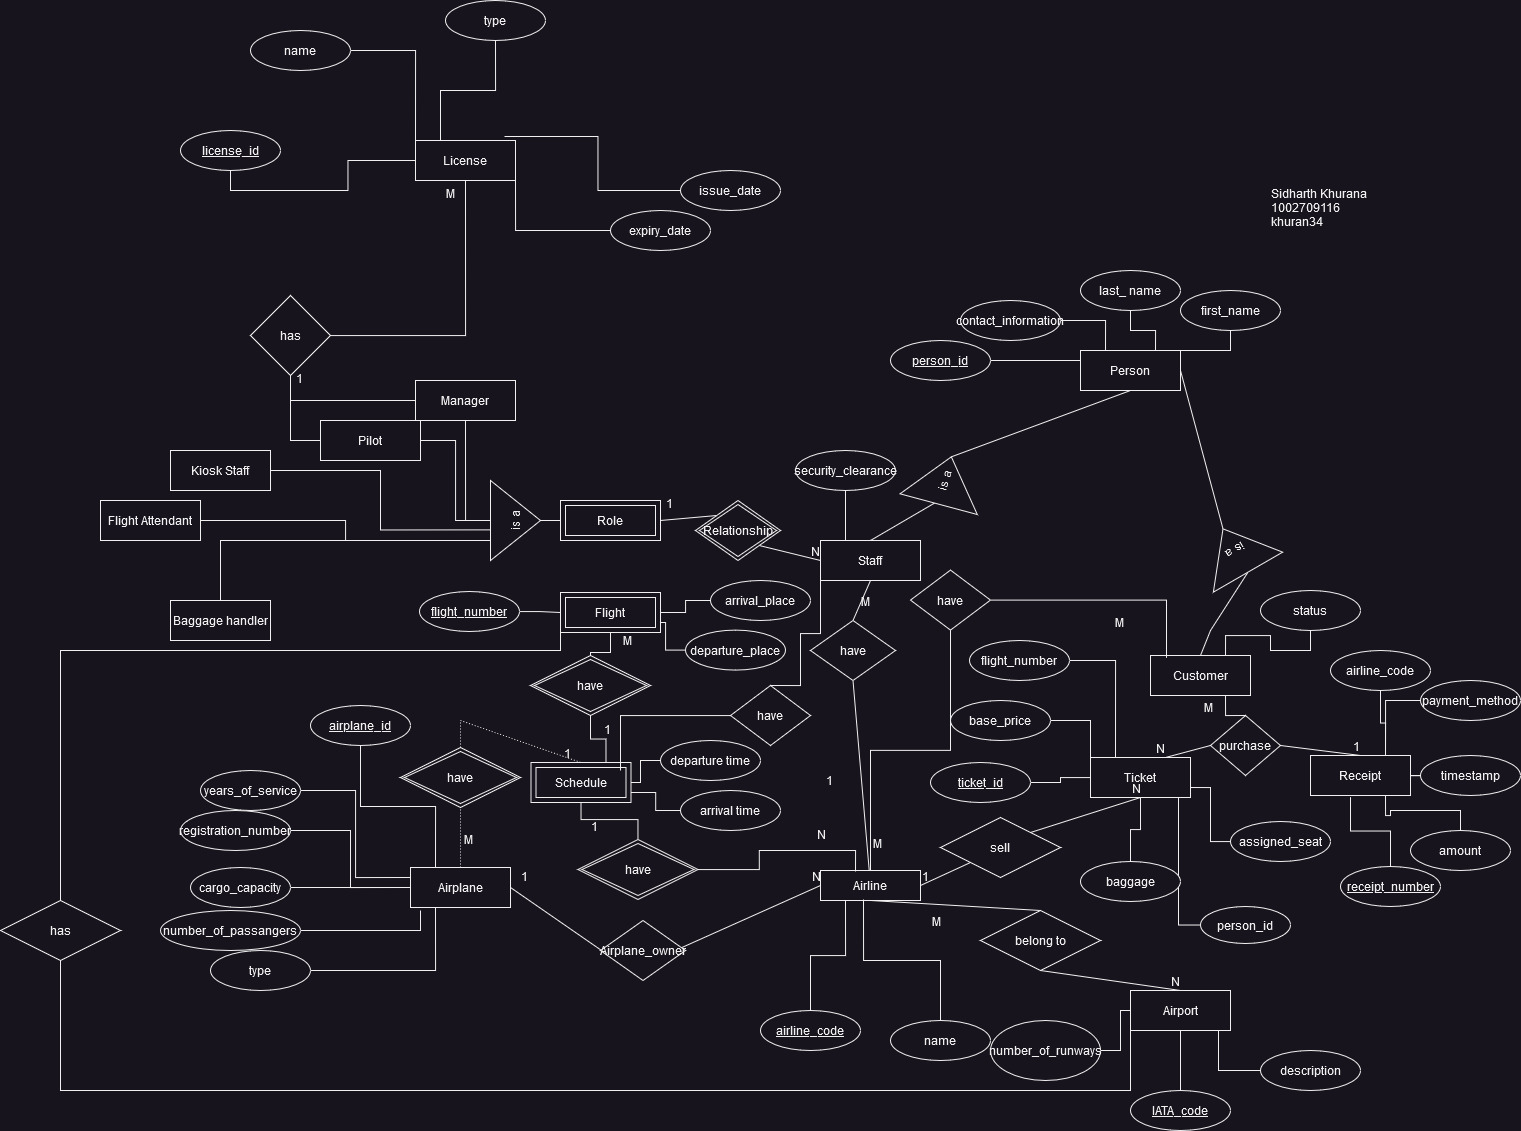 type
name
license_id
License
issue_date
M
expiry_date
Sidharth Khurana
1002709116
khuran34
last_ name
first_name
contact_information
person_id
Person
has
1
Manager
Pilot
Kiosk Staff
security_clearance
is a
Flight Attendant
is a
Role
1
Relationship
N
Staff
is a
Baggage handler
flight_number
Flight
arrival_place
M
departure_place
M
have
have
M
status
flight_number
Customer
airline_code
have
have
M
payment_method
airplane_id
1
base_price
N
purchase
1
1
departure time
have
Schedule
ticket_id
Ticket
N
Receipt
timestamp
years_of_service
1
arrival time
registration_number
M
1
N
M
sell
assigned_seat
amount
cargo_capacity
Airplane
1
have
N
Airline
1
baggage
receipt_number
number_of_passangers
has
type
Airplane_owner
M
belong to
person_id
N
Airport
airline_code
name
number_of_runways
description
IATA_code